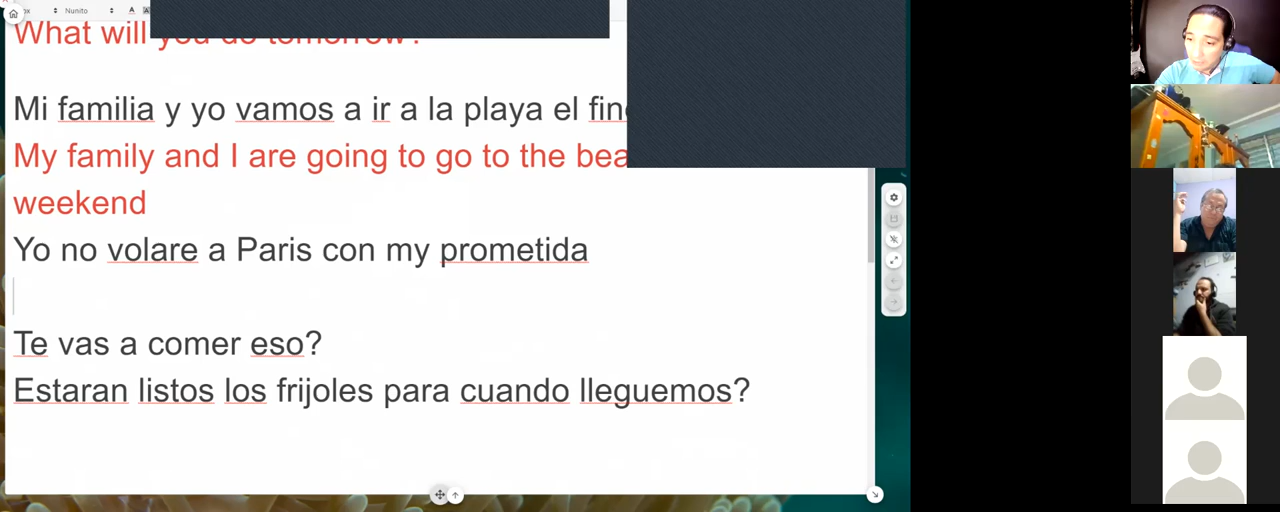 Nunito A A
What will you do tomorrow?
Mi familia y yo vamos a ir a la playa el
My family and I are going to go to the
weekend
Yo no volare a Paris con my prometida
Te vas a comer eso?
Estaran listos los frijoles para cuando lleguemos?